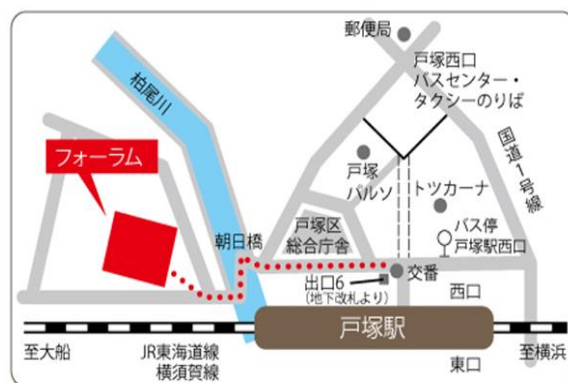 郵便局
戸塚西口
バスセンター・
タクシーのりば
柏尾川
国道1号線
フォーラム
戸塚
パルソ
トツカーナ
バス停
戸塚駅西口
戸塚区
総合庁舎
朝日橋
出口6
(地下改札より)
交番
西口
戸塚駅
至大船
JR東海道線
横須賀線
至横浜
東口